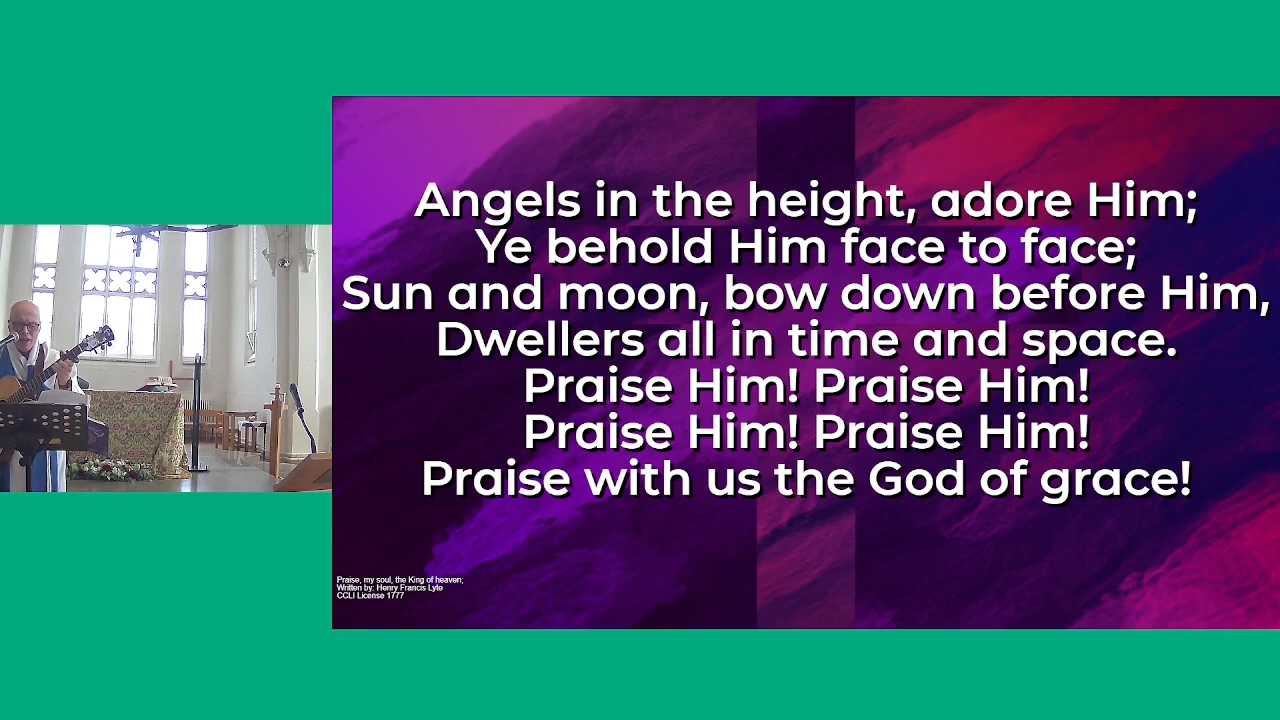 Angels in the height, adore Him;
Ye behold Him face to face;
Sun and moon, bow down before Him,
Dwellers all in time and space.
Praise Him! Praise Him!
Praise Him! Praise Him!
Praise with us the God of grace!
Praise, my soul, the King of heaven;
Written by: Henry Francis Lyte
CCLI License 1777